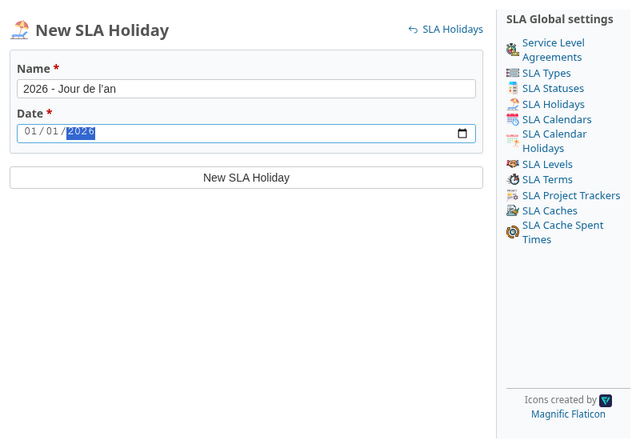 New SLA Holiday
SLA Holidays
Name *
2026 - Jour de l'an
Date *
01/01/2026
New SLA Holiday
SLA Global settings
Service Level
Agreements
SLA Types
SLA Statuses
SLA Holidays
SLA Calendars
SLA Calendar
Holidays
SLA Levels
SLA Terms
SLA Project Trackers
SLA Caches
SLA Cache Spent
Times
Icons created by
Magnific Flaticon